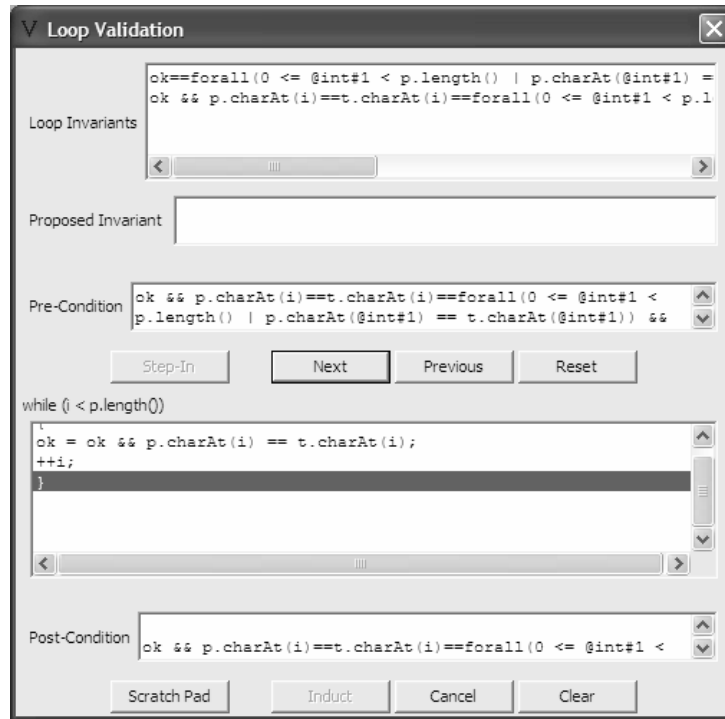 V Loop Validation
Loop Invariants
ok==forall(0 <= @int#1 < p.length() | p.charAt(@int#1) =
ok && p.charAt(i)==t.charAt(i)==forall(0 <= @int#1 < p.l
Proposed Invariant
Pre-Condition
ok && p.charAt(i)==t.charAt(i)==forall(0 <= @int#1 <
p.length() | p.charAt(@int#1) == t.charAt(@int#1)) &&
Step-In Next Previous Reset
while (i < p.length())
ok = ok && p.charAt(i) == t.charAt(i);
++i;
}
Post-Condition
ok && p.charAt(i)==t.charAt(i)==forall(0 <= @int#1 <
Scratch Pad Induct Cancel Clear